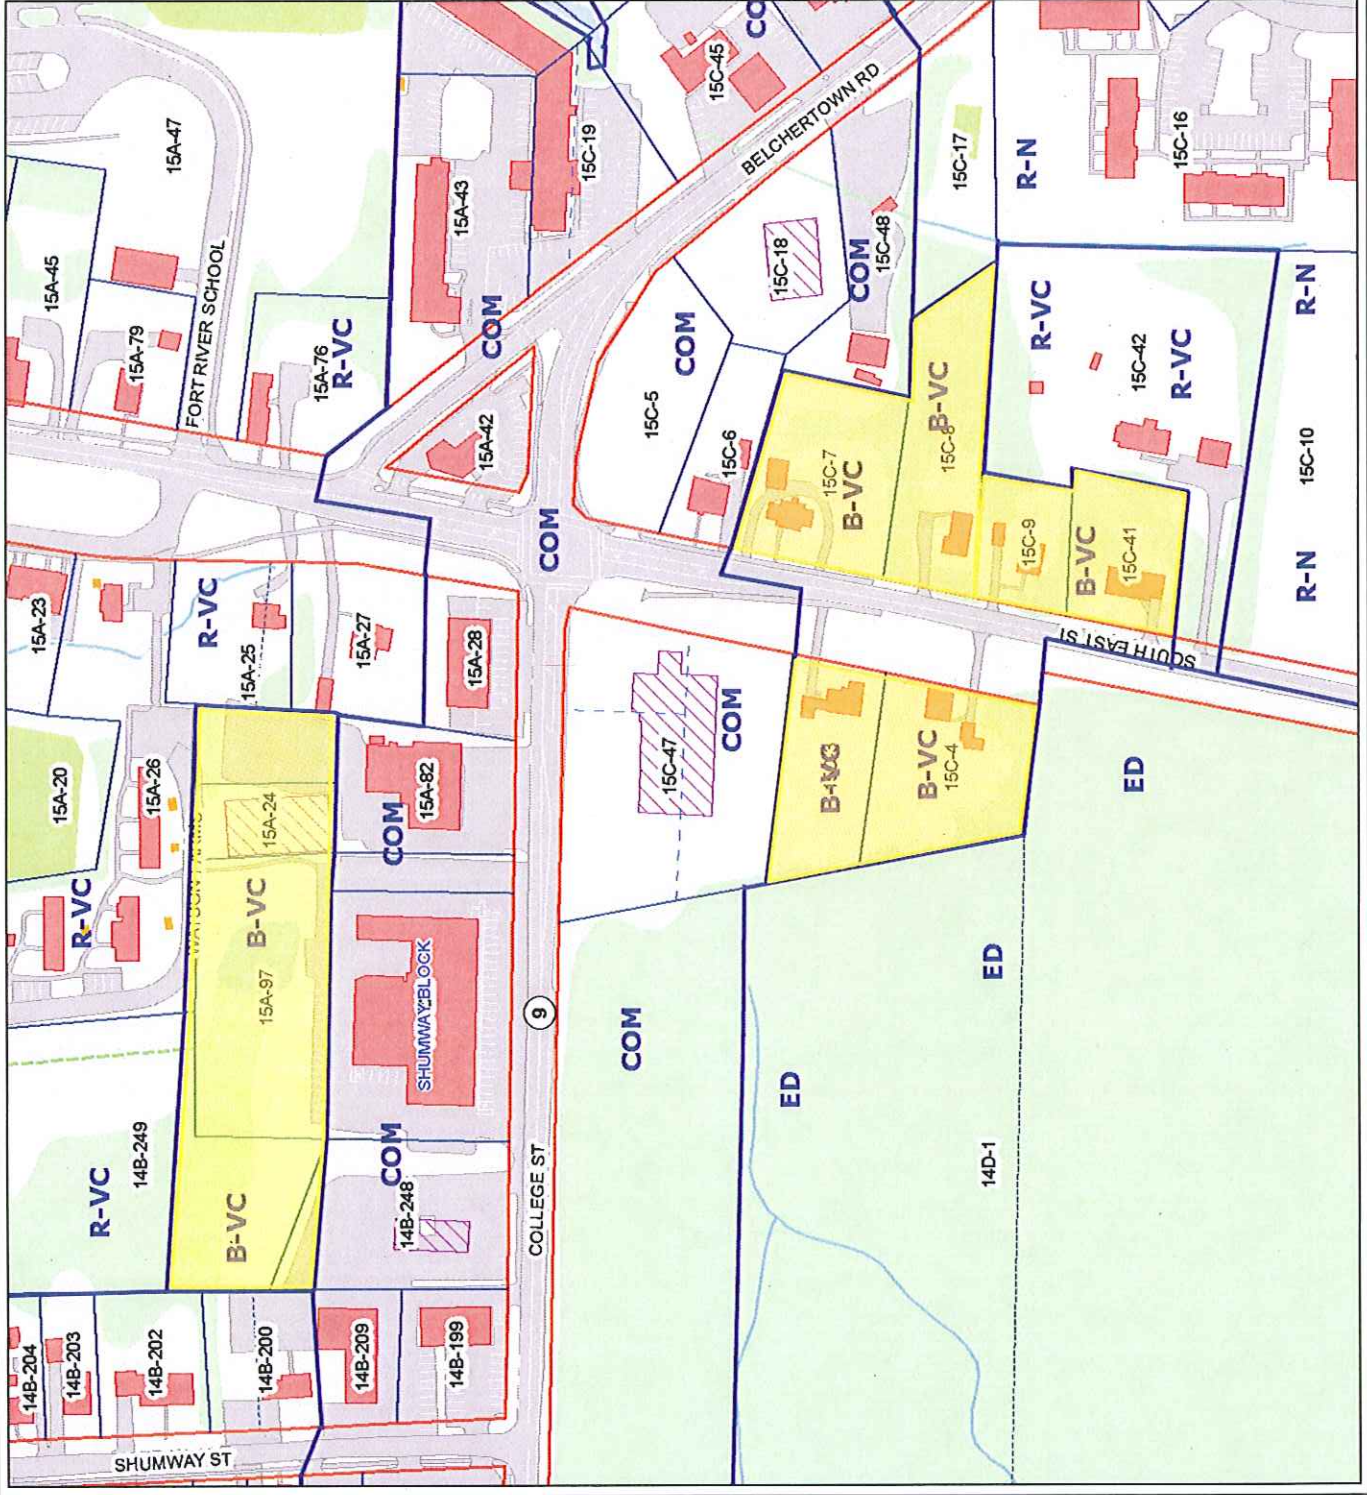 15A-45
15A-47
15A-79
FORT RIVER SCHOOL
15A-76
R-VC
15A-43
COM
15C-19
15C-45
CO
BELCHERTOWN RD
15C-17
R-N
15C-16
15C-18
COM
15C-48
COM
15A-42
15C-5
15C-6
15C-7
B-VC
B-VC
R-VC
15C-42
R-VC
R-N
15C-10
R-N
15C-9
B-VC
15C-41
SOUTH EAST ST
COM
15A-23
R-VC
15A-25
15A-27
15A-28
15C-47
COM
B-VC
15C-4
ED
15A-20
15A-26
15A-24
15A-82
COM
R-VC
B-VC
15A-97
SHUMWAY BLOCK
9
COM
ED
ED
14D-1
R-VC
14B-249
B-VC
COM
14B-248
COLLEGE ST
14B-204
14B-203
14B-202
14B-200
14B-209
14B-199
SHUMWAY ST